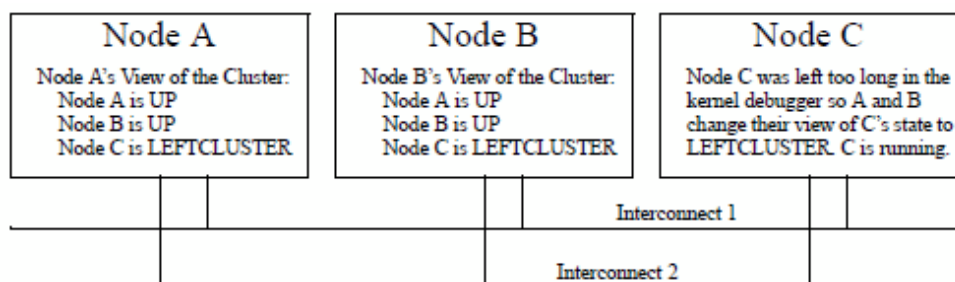 Node A
Node A's View of the Cluster:
Node A is UP
Node B is UP
Node C is LEFTCLUSTER
Node B
Node B's View of the Cluster:
Node A is UP
Node B is UP
Node C is LEFTCLUSTER
Node C
Node C was left too long in the
kernel debugger so A and B
change their view of C's state to
LEFTCLUSTER. C is running.
Interconnect 1
Interconnect 2